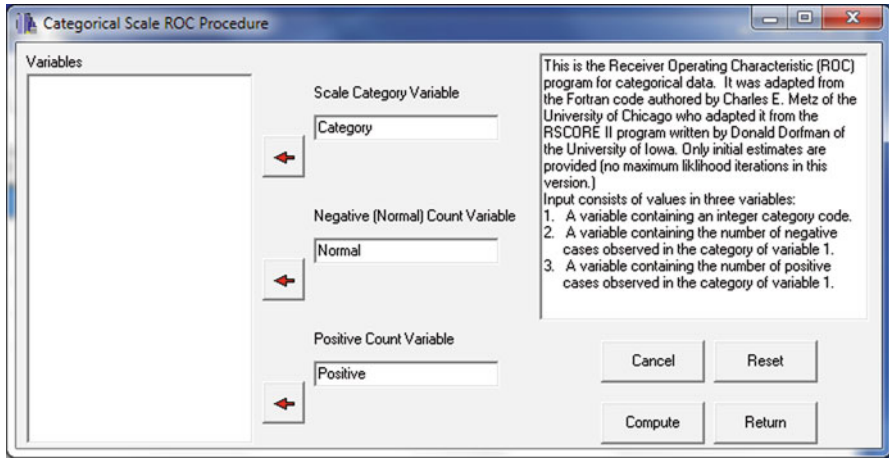 Categorical Scale ROC Procedure
Variables
Scale Category Variable
Category
Negative (Normal) Count Variable
Normal
Positive Count Variable
Positive
This is the Receiver Operating Characteristic (ROC)
program for categorical data. It was adapted from
the Fortran code authored by Charles E. Metz of the
University of Chicago who adapted it from the
RSCORE II program written by Donald Dorfman of
the University of Iowa. Only initial estimates are
provided (no maximum liklihood iterations in this
version.)
Input consists of values in three variables:
1. A variable containing an integer category code.
2. A variable containing the number of negative
cases observed in the category of variable 1.
3. A variable containing the number of positive
cases observed in the category of variable 1.
Cancel
Reset
Compute
Return